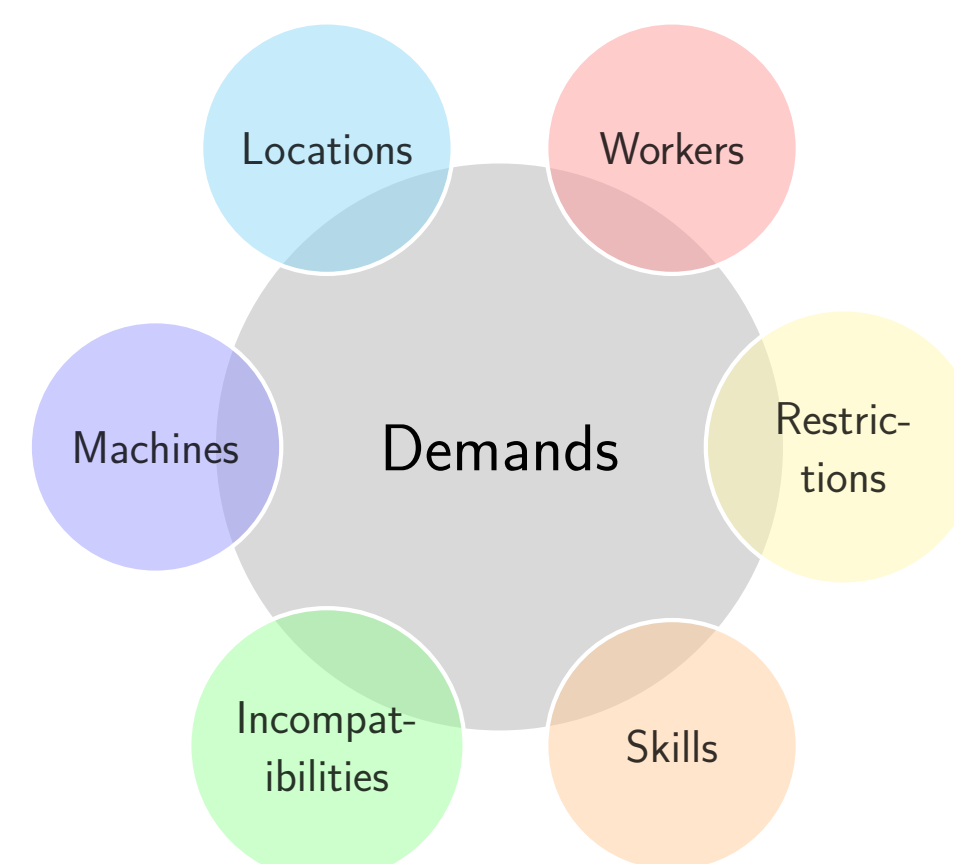 Locations
Workers
Restric-
tions
Machines
Demands
Incompat-
ibilities
Skills